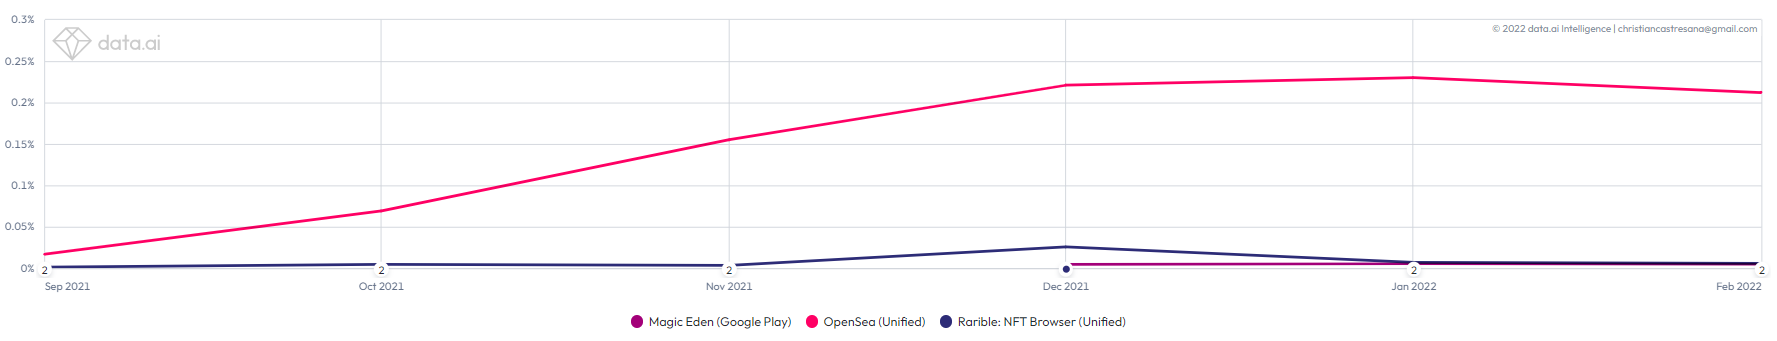 0.3%
data.ai
© 2022 data.ai Intelligence | christiancastresana@gmail.com
0.25%
0.2%
0.15%
0.1%
0.05%
0%
2
2
2
2
2
Sep 2021
Oct 2021
Nov 2021
Dec 2021
Jan 2022
Feb 2022
Magic Eden (Google Play)
OpenSea (Unified)
Rarible: NFT Browser (Unified)